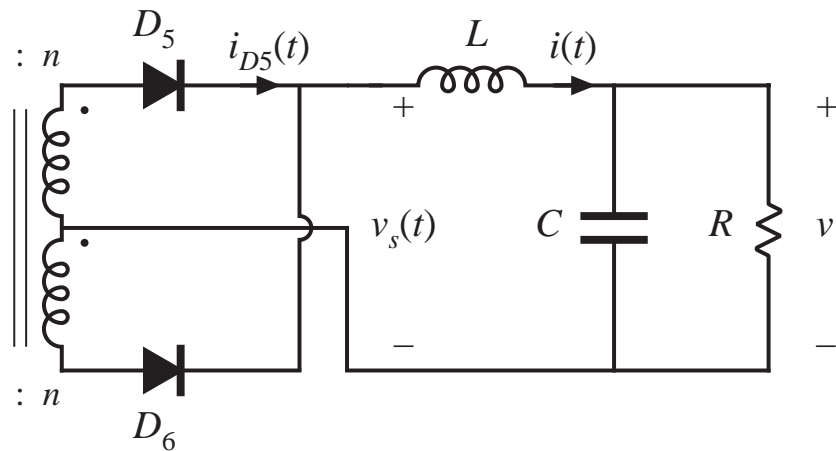 D5
: n
iD5(t)
L
i(t)
+
+
vs(t)
C
R
v
–
–
: n
D6